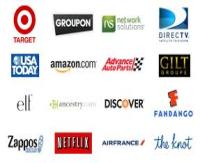 TARGET
GROUPON
ns network solutions
DIRECTV
USA TODAY
amazon.com
Advance Auto Parts
GILT GROUPE
elf
ancestry.com
DISCOVER
FANDANGO
Zappos
NETFLIX
AIRFRANCE
the knot